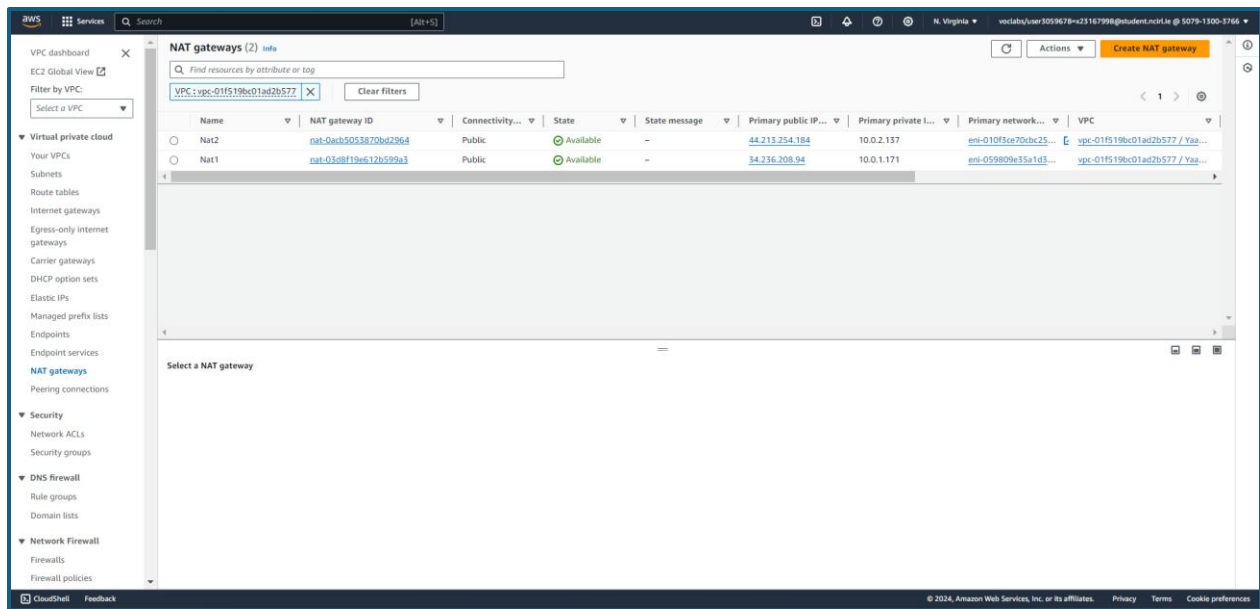 aws Services Search [Alt+S] N. Virginia voclabs/user3059678=x23167998@student.ncirl.ie @ 5079-1300-3766
VPC dashboard
EC2 Global View
Filter by VPC:
Select a VPC
Virtual private cloud
Your VPCs
Subnets
Route tables
Internet gateways
Egress-only internet
gateways
Carrier gateways
DHCP option sets
Elastic IPs
Managed prefix lists
Endpoints
Endpoint services
NAT gateways
Peering connections
Security
Network ACLs
Security groups
DNS firewall
Rule groups
Domain lists
Network Firewall
Firewalls
Firewall policies
NAT gateways (2) Info
Actions Create NAT gateway
Find resources by attribute or tag
VPC : vpc-01f519bc01ad2b577 Clear filters
1
Name NAT gateway ID Connectivity... State State message Primary public IP... Primary private I... Primary network... VPC
Nat2 nat-0acb5053870bd2964 Public Available – 44.213.254.184 10.0.2.137 eni-010f3ce70cbc25... vpc-01f519bc01ad2b577 / Yaa...
Nat1 nat-03d8f19e612b599a3 Public Available – 34.236.208.94 10.0.1.171 eni-059809e35a1d3... vpc-01f519bc01ad2b577 / Yaa...
Select a NAT gateway
CloudShell Feedback © 2024, Amazon Web Services, Inc. or its affiliates. Privacy Terms Cookie preferences